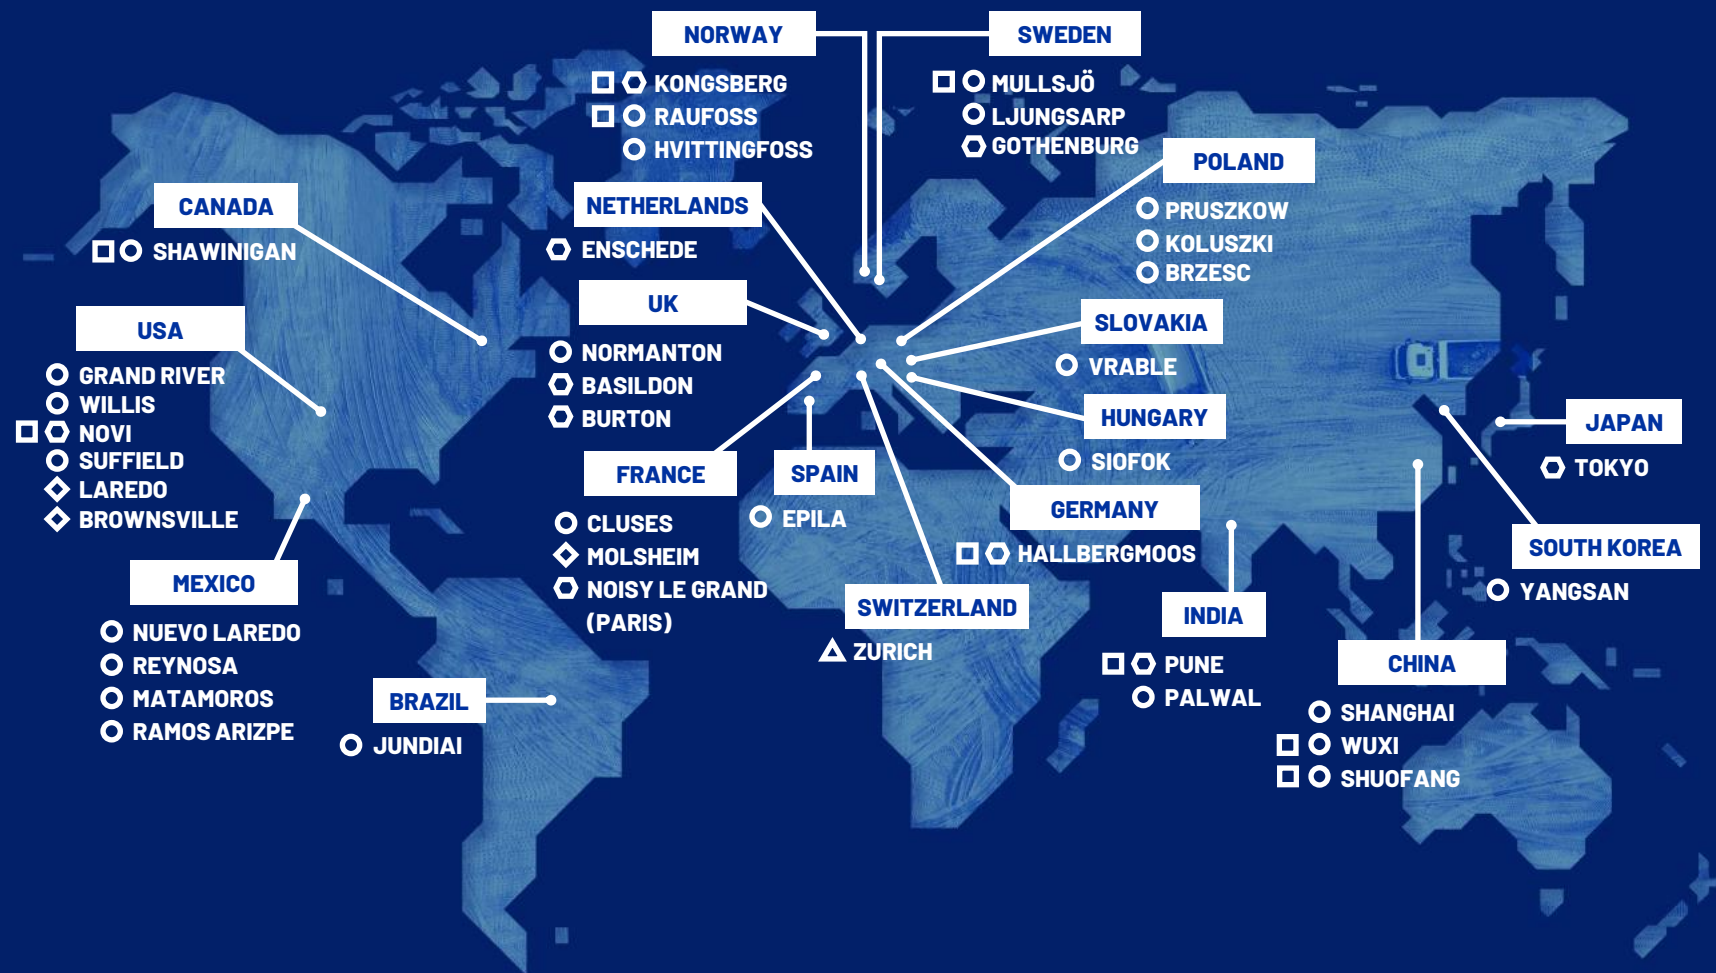 NORWAY
KONGSBERG
RAUFOSS
HVITTINGFOSS
SWEDEN
MULLSJÖ
LJUNGSARP
GOTHENBURG
POLAND
PRUSZKOW
KOLUSZKI
BRZESC
CANADA
SHAWINIGAN
NETHERLANDS
ENSCHEDE
UK
NORMANTON
BASILDON
BURTON
USA
GRAND RIVER
WILLIS
NOVI
SUFFIELD
LAREDO
BROWNSVILLE
SLOVAKIA
VRABLE
HUNGARY
SIOFOK
JAPAN
TOKYO
FRANCE
CLUSES
MOLSHEIM
NOISY LE GRAND
(PARIS)
SPAIN
EPILA
GERMANY
HALLBERGMOOS
SOUTH KOREA
YANGSAN
MEXICO
NUEVO LAREDO
REYNOSA
MATAMOROS
RAMOS ARIZPE
SWITZERLAND
ZURICH
INDIA
PUNE
PALWAL
CHINA
SHANGHAI
WUXI
SHUOFANG
BRAZIL
JUNDIAI